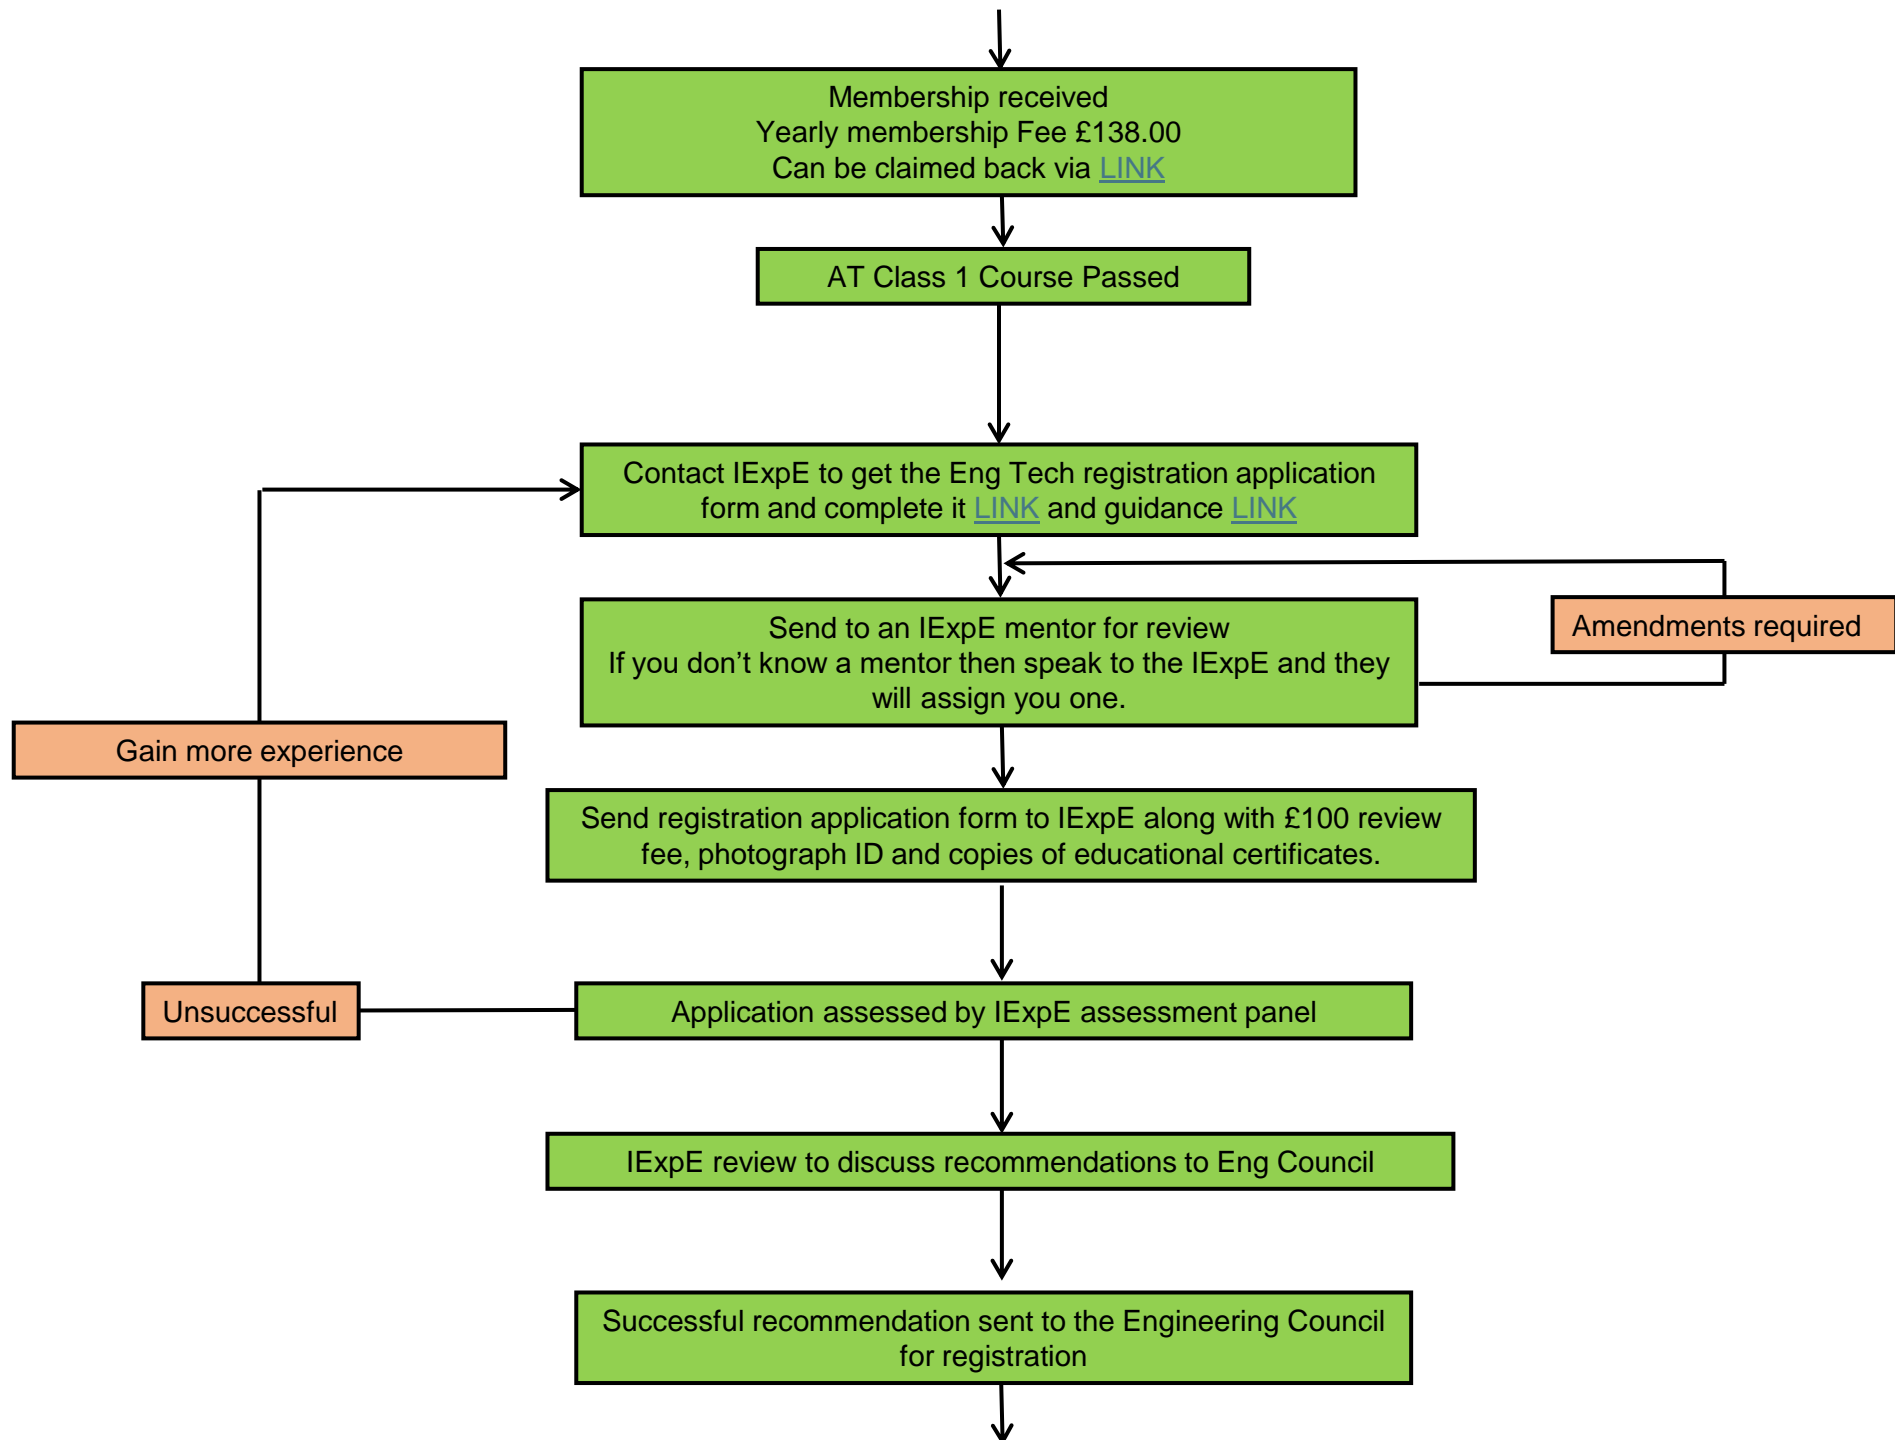 Membership received
Yearly membership Fee £138.00
Can be claimed back via LINK
AT Class 1 Course Passed
Contact IExpE to get the Eng Tech registration application
form and complete it LINK and guidance LINK
Send to an IExpE mentor for review
If you don’t know a mentor then speak to the IExpE and they
will assign you one.
Amendments required
Gain more experience
Send registration application form to IExpE along with £100 review
fee, photograph ID and copies of educational certificates.
Unsuccessful
Application assessed by IExpE assessment panel
IExpE review to discuss recommendations to Eng Council
Successful recommendation sent to the Engineering Council
for registration